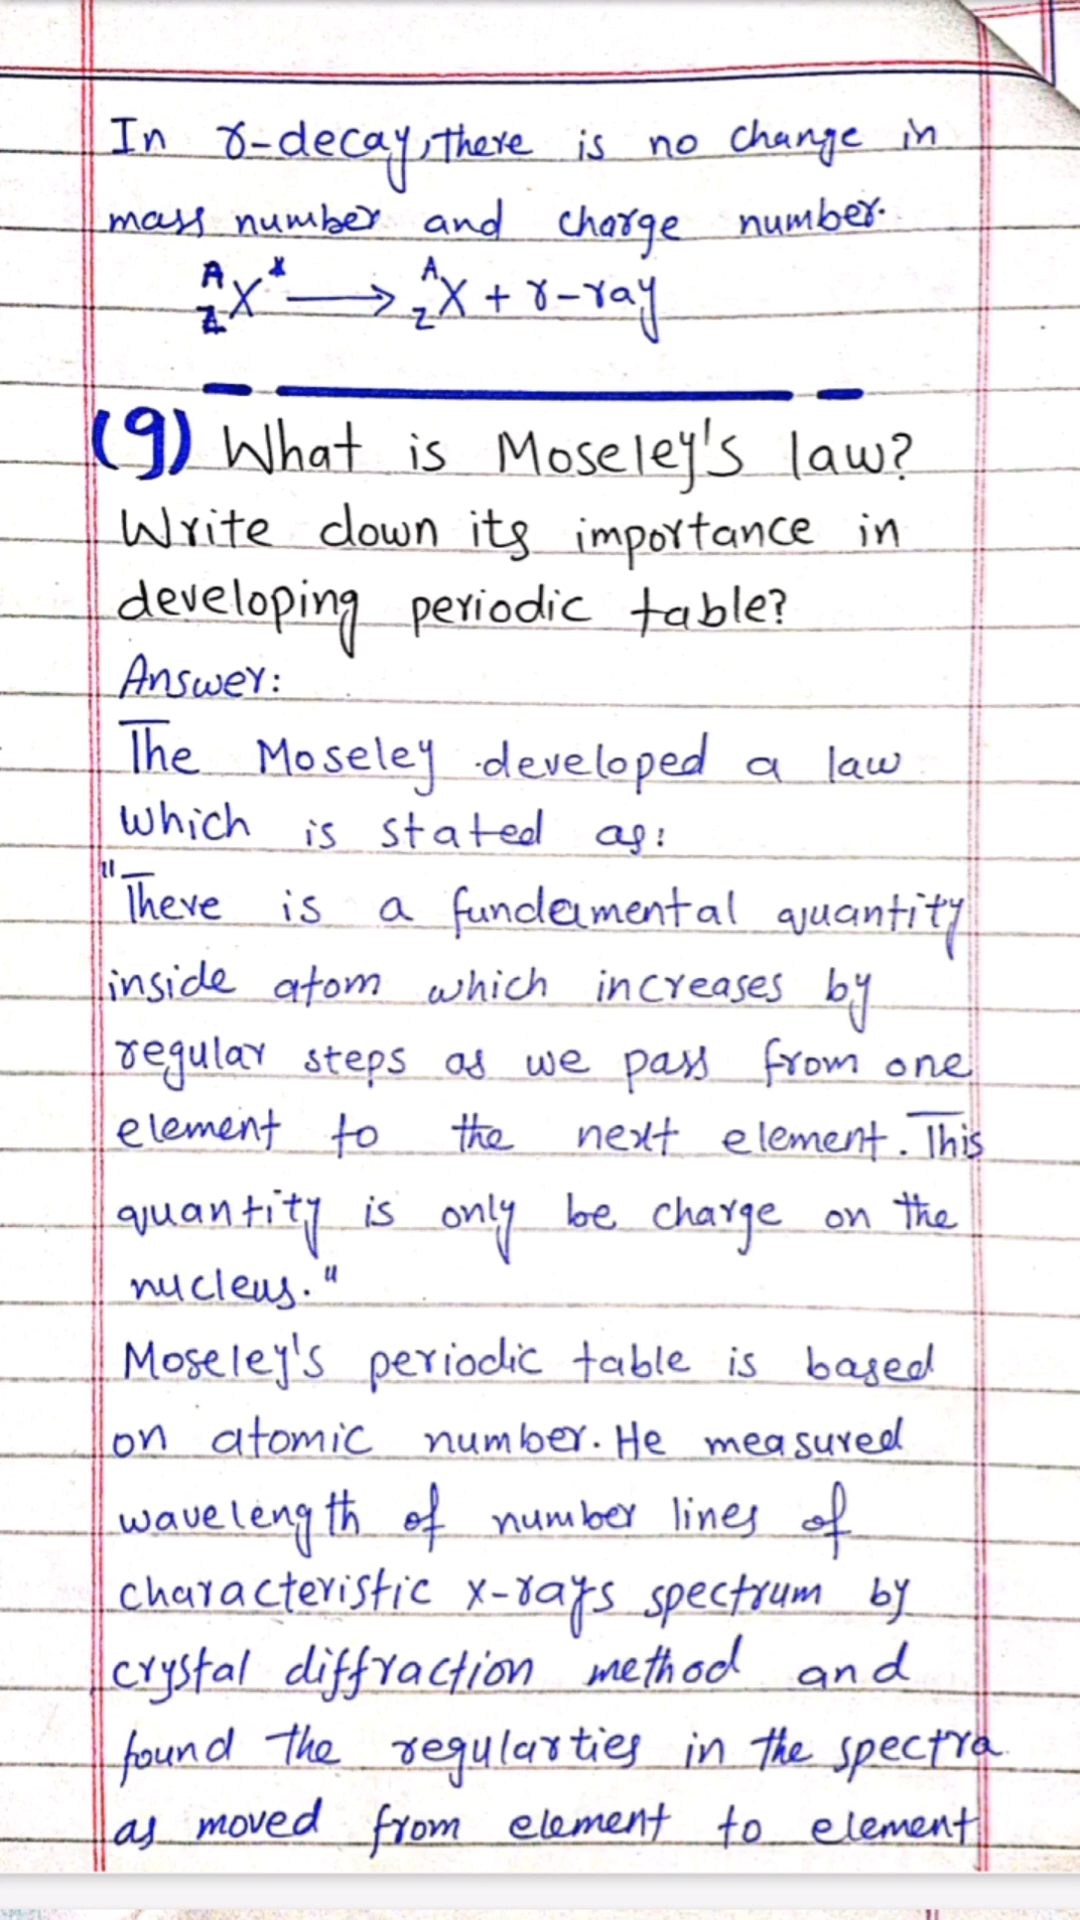 In γ-decay, there is no change in
mass number and charge number.
ᴬ_Z X* ⟶ ᴬ_Z X + γ-ray
(g) What is Moseley's law?
Write down its importance in
developing periodic table?
Answer:
The Moseley developed a law
which is stated as:
"There is a fundamental quantity
inside atom which increases by
regular steps as we pass from one
element to the next element. This
quantity is only be charge on the
nucleus."
Moseley's periodic table is based
on atomic number. He measured
wavelength of number lines of
characteristic x-rays spectrum by
crystal diffraction method and
found the regularties in the spectra
as moved from element to element